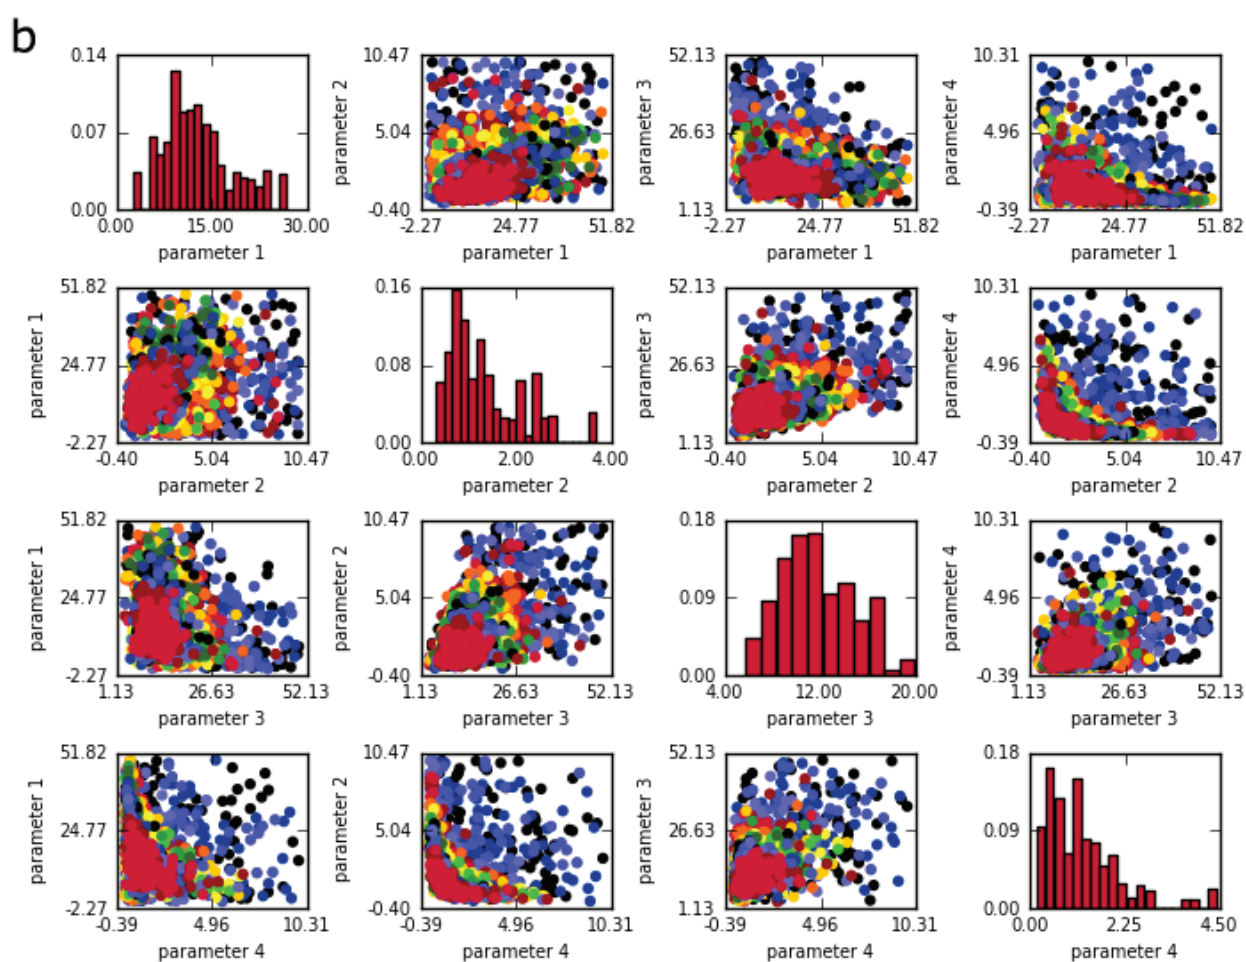 b
0.14
0.07
0.00
0.00 15.00 30.00
parameter 1
parameter 2
10.47
5.04
-0.40
-2.27 24.77 51.82
parameter 1
parameter 3
52.13
26.63
1.13
-2.27 24.77 51.82
parameter 1
parameter 4
10.31
4.96
-0.39
-2.27 24.77 51.82
parameter 1
parameter 1
51.82
24.77
-2.27
-0.40 5.04 10.47
parameter 2
0.16
0.08
0.00
0.00 2.00 4.00
parameter 2
parameter 3
52.13
26.63
1.13
-0.40 5.04 10.47
parameter 2
parameter 4
10.31
4.96
-0.39
-0.40 5.04 10.47
parameter 2
parameter 1
51.82
24.77
-2.27
1.13 26.63 52.13
parameter 3
parameter 2
10.47
5.04
-0.40
1.13 26.63 52.13
parameter 3
0.18
0.09
0.00
4.00 12.00 20.00
parameter 3
parameter 4
10.31
4.96
-0.39
1.13 26.63 52.13
parameter 3
parameter 1
51.82
24.77
-2.27
-0.39 4.96 10.31
parameter 4
parameter 2
10.47
5.04
-0.40
-0.39 4.96 10.31
parameter 4
parameter 3
52.13
26.63
1.13
-0.39 4.96 10.31
parameter 4
0.18
0.09
0.00
0.00 2.25 4.50
parameter 4